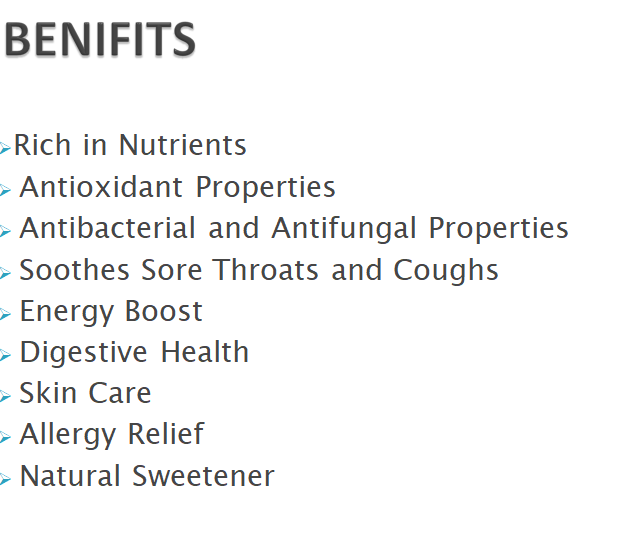 BENIFITS
Rich in Nutrients
Antioxidant Properties
Antibacterial and Antifungal Properties
Soothes Sore Throats and Coughs
Energy Boost
Digestive Health
Skin Care
Allergy Relief
Natural Sweetener